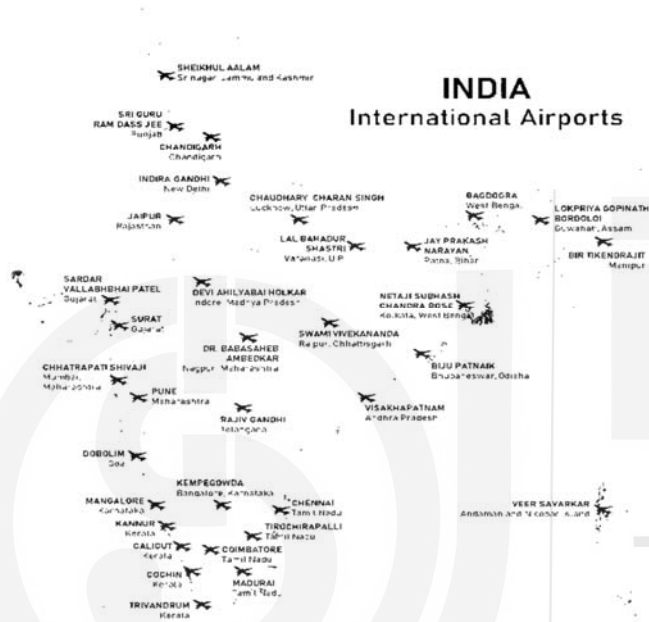 SHEIKHUL AALAM
Srinagar, Jammu and Kashmir
INDIA
International Airports
SRI GURU
RAM DASS JEE
Punjab
CHANDIGARH
Chandigarh
INDIRA GANDHI
New Delhi
CHAUDHARY CHARAN SINGH
Lucknow, Uttar Pradesh
BAGDOGRA
West Bengal
LOKPRIYA GOPINATH
BORDOLOI
Guwahati, Assam
JAIPUR
Rajasthan
LAL BAHADUR
SHASTRI
Varanasi, U.P
JAY PRAKASH
NARAYAN
Patna, Bihar
BIR TIKENDRAJIT
Manipur
SARDAR
VALLABHBHAI PATEL
Gujarat
DEVI AHILYABAI HOLKAR
Indore, Madhya Pradesh
NETAJI SUBHASH
CHANDRA BOSE
Kolkata, West Bengal
SURAT
Gujarat
SWAMI VIVEKANANDA
Raipur, Chhattisgarh
DR. BABASAHEB
AMBEDKAR
Nagpur, Maharashtra
BIJU PATNAIK
Bhubaneswar, Odisha
CHHATRAPATI SHIVAJI
Mumbai,
Maharashtra
PUNE
Maharashtra
RAJIV GANDHI
Telangana
VISAKHAPATNAM
Andhra Pradesh
DOBOLIM
Goa
KEMPEGOWDA
Bangalore, Karnataka
MANGALORE
Karnataka
CHENNAI
Tamil Nadu
VEER SAVARKAR
Andaman and Nicobar Island
KANNUR
Kerala
TIRUCHIRAPALLI
Tamil Nadu
CALICUT
Kerala
COIMBATORE
Tamil Nadu
COCHIN
Kerala
MADURAI
Tamil Nadu
TRIVANDRUM
Kerala